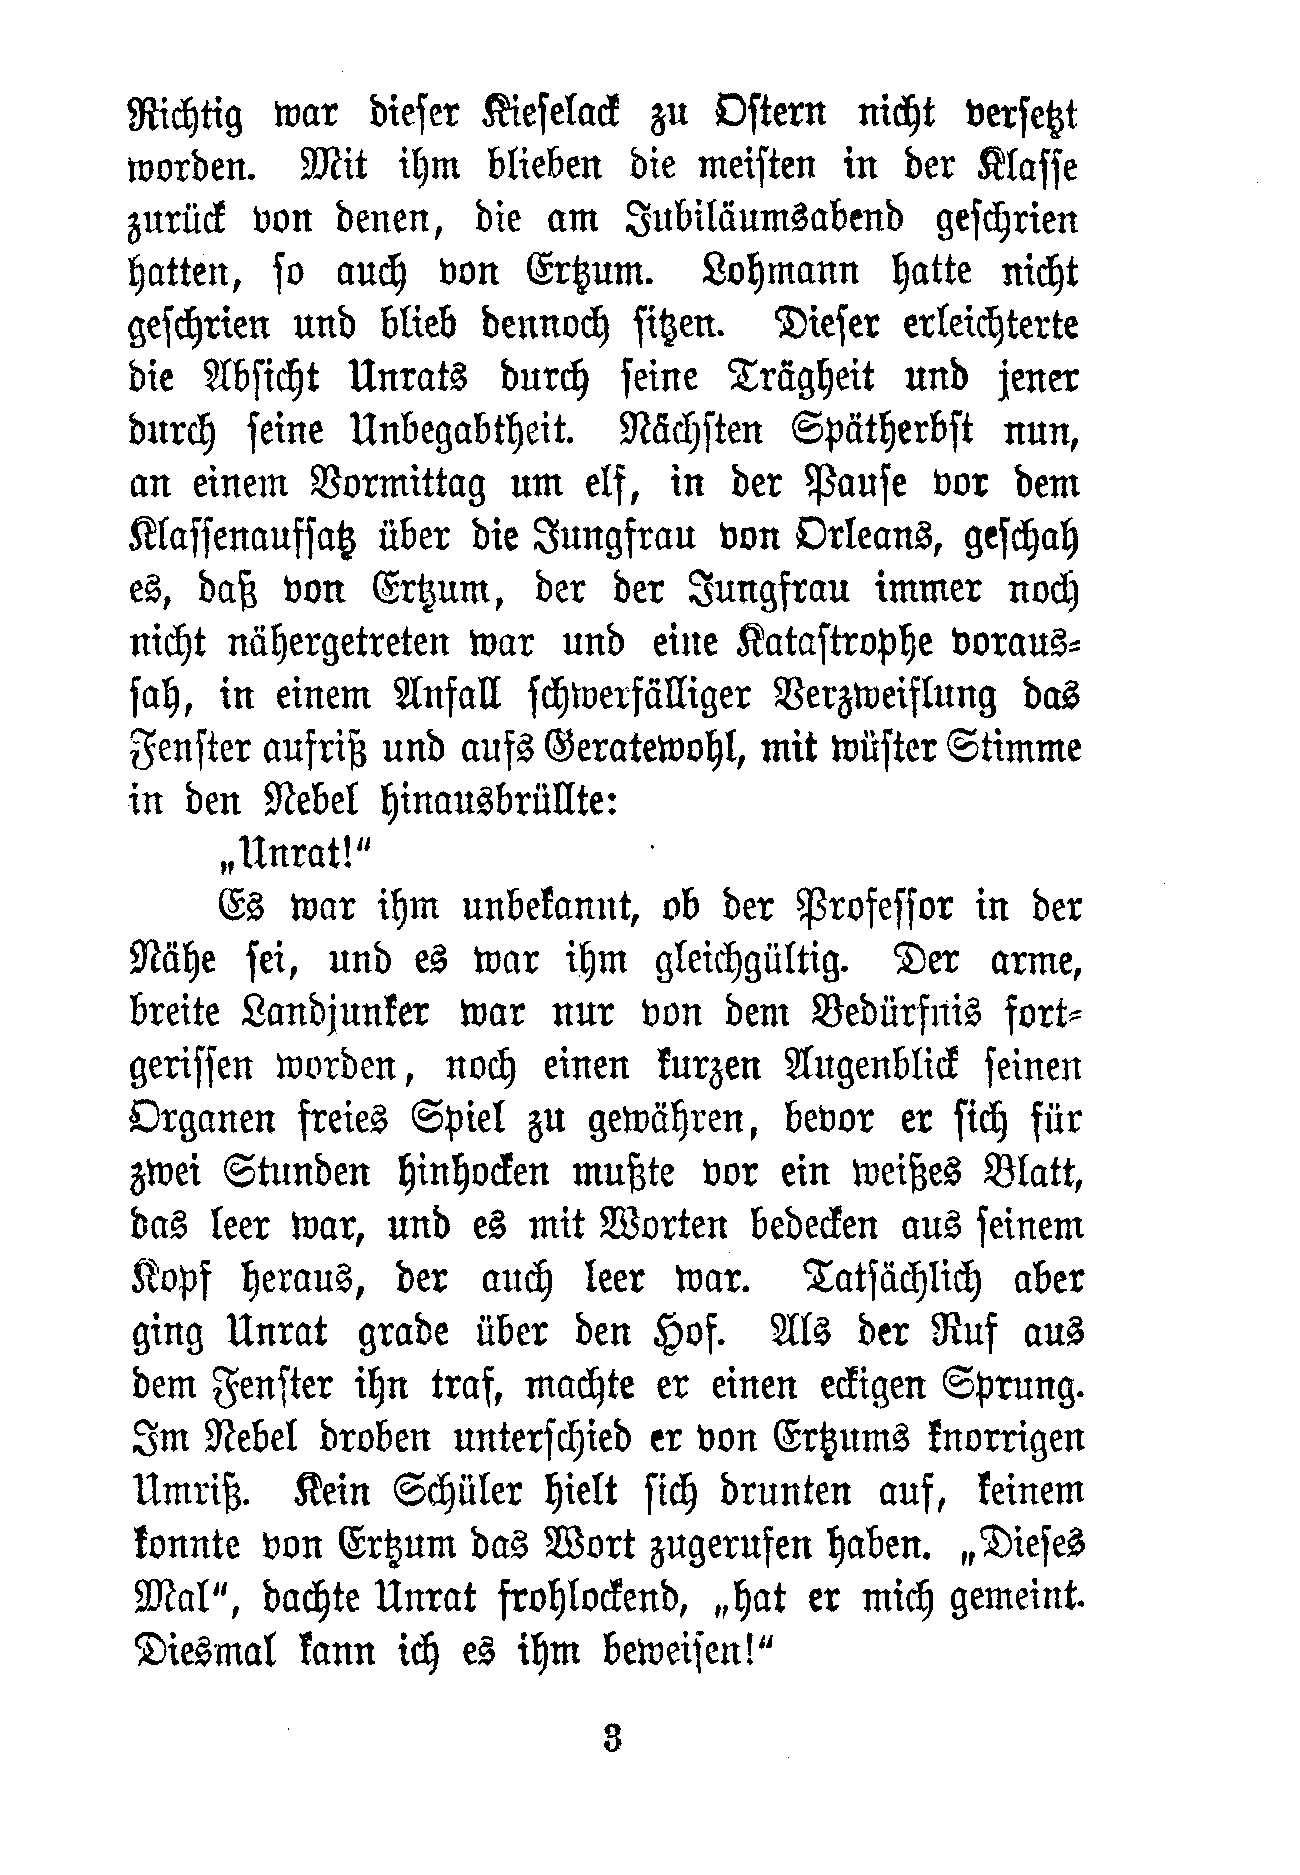 Richtig war dieser Kieselack zu Ostern nicht versetzt
worden. Mit ihm blieben die meisten in der Klasse
zurück von denen, die am Jubiläumsabend geschrien
hatten, so auch von Ertzum. Lohmann hatte nicht
geschrien und blieb dennoch sitzen. Dieser erleichterte
die Absicht Unrats durch seine Trägheit und jener
durch seine Unbegabtheit. Nächsten Spätherbst nun,
an einem Vormittag um elf, in der Pause vor dem
Klassenaufsatz über die Jungfrau von Orleans, geschah
es, daß von Ertzum, der der Jungfrau immer noch
nicht nähergetreten war und eine Katastrophe voraus-
sah, in einem Anfall schwerfälliger Verzweiflung das
Fenster aufriß und aufs Geratewohl, mit wüster Stimme
in den Nebel hinausbrüllte:
„Unrat!“
Es war ihm unbekannt, ob der Professor in der
Nähe sei, und es war ihm gleichgültig. Der arme,
breite Landjunker war nur von dem Bedürfnis fort-
gerissen worden, noch einen kurzen Augenblick seinen
Organen freies Spiel zu gewähren, bevor er sich für
zwei Stunden hinhocken mußte vor ein weißes Blatt,
das leer war, und es mit Worten bedecken aus seinem
Kopf heraus, der auch leer war. Tatsächlich aber
ging Unrat grade über den Hof. Als der Ruf aus
dem Fenster ihn traf, machte er einen eckigen Sprung.
Im Nebel droben unterschied er von Ertzums knorrigen
Umriß. Kein Schüler hielt sich drunten auf, keinem
konnte von Ertzum das Wort zugerufen haben. „Dieses
Mal“, dachte Unrat frohlockend, „hat er mich gemeint.
Diesmal kann ich es ihm beweisen!“
3